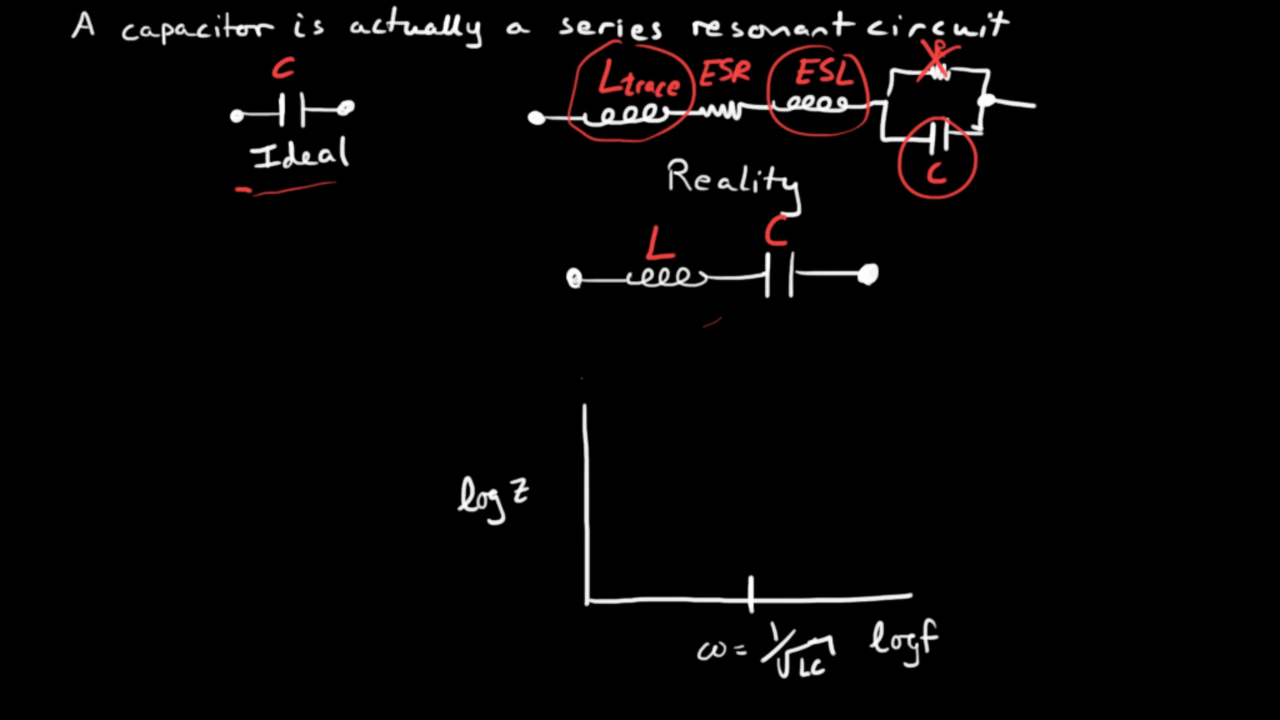 A capacitor is actually a series resonant circuit
C
Ltrace ESR ESL R
Ideal
C
Reality
L C
log z
ω = 1/√LC log f